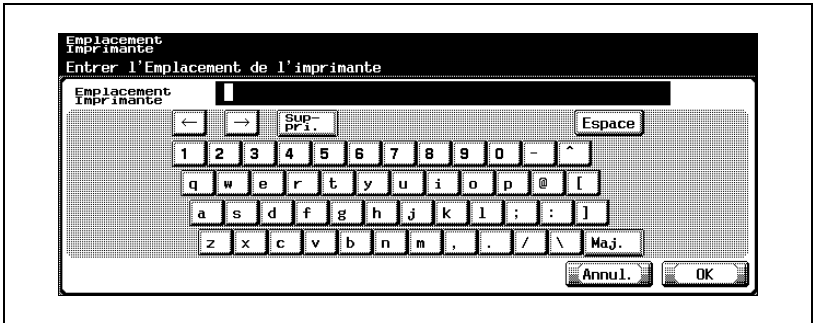 Emplacement
Imprimante
Entrer l'Emplacement de l'imprimante
Emplacement
Imprimante
← → Sup-
pri. Espace
1 2 3 4 5 6 7 8 9 0 - ^
q w e r t y u i o p @ [
a s d f g h j k l ; : ]
z x c v b n m , . / \ Maj.
Annul. OK